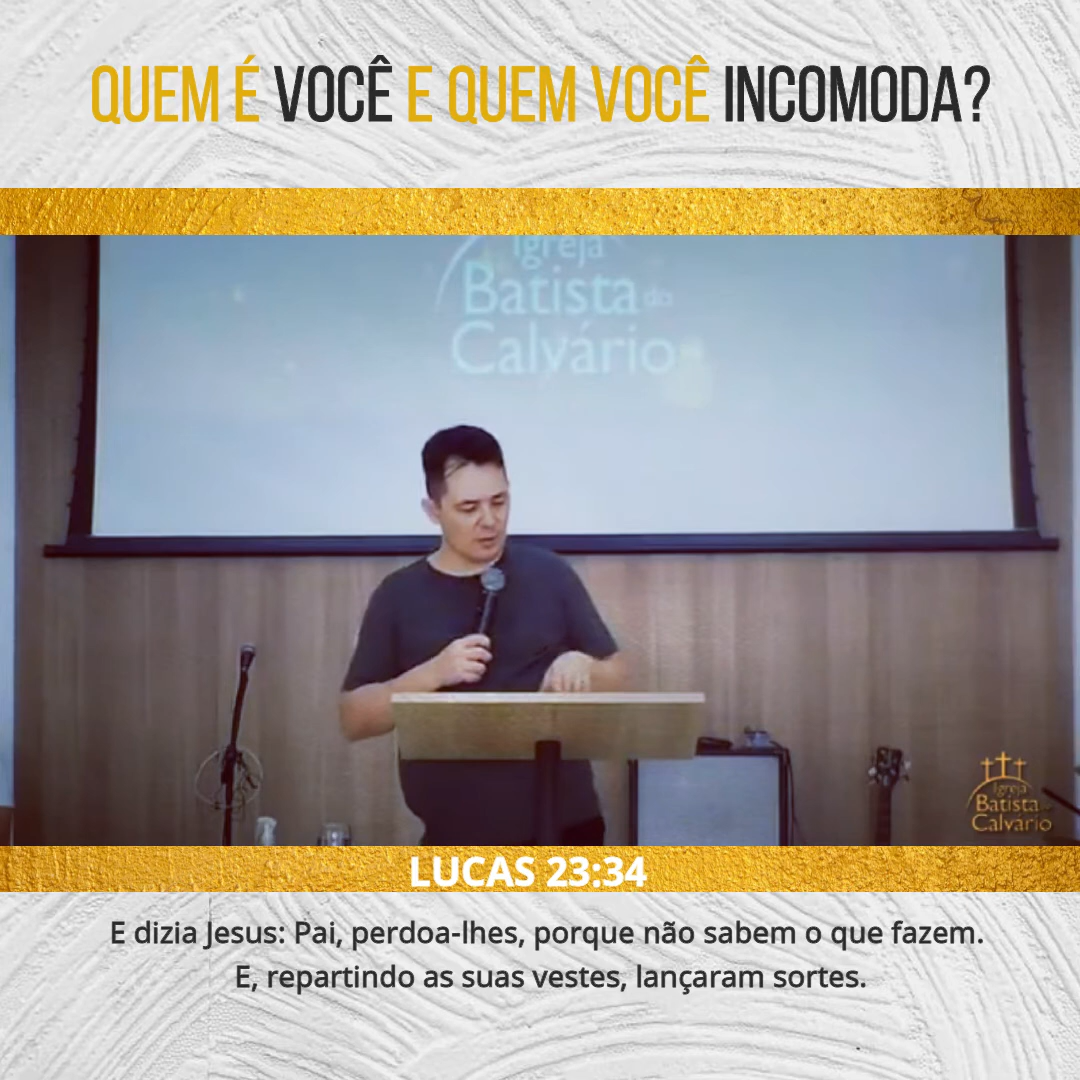 QUEM É VOCÊ E QUEM VOCÊ INCOMODA?
Igreja
Batista do
Calvário
Igreja
Batista do
Calvário
LUCAS 23:34
E dizia Jesus: Pai, perdoa-lhes, porque não sabem o que fazem.
E, repartindo as suas vestes, lançaram sortes.